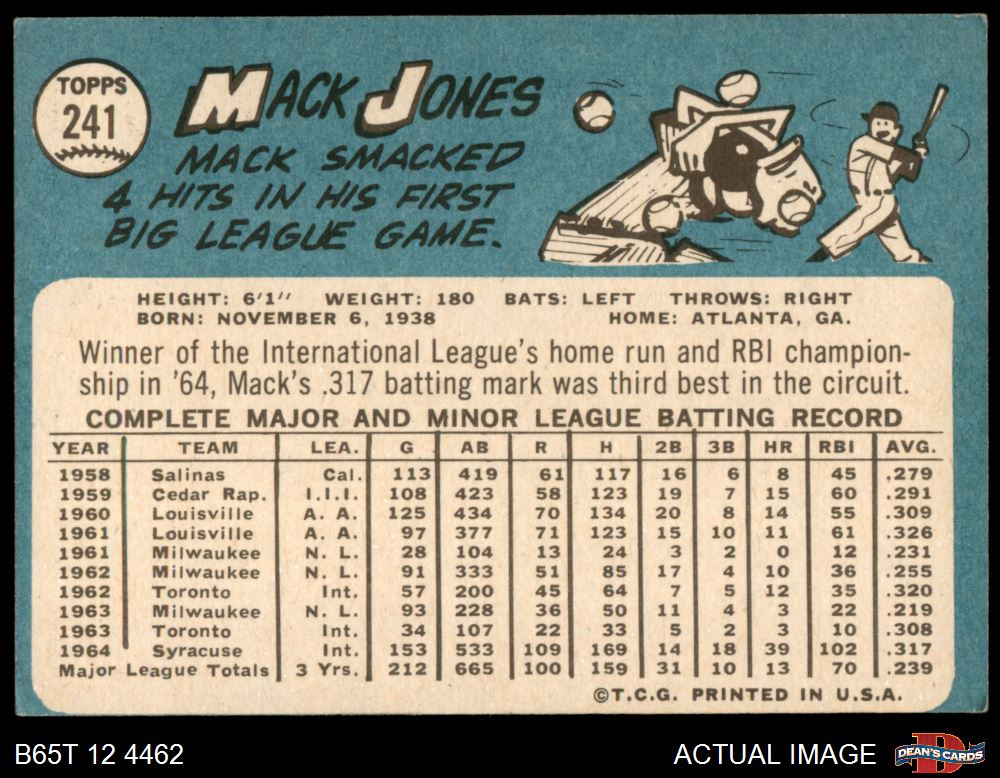 TOPPS
241
MACK JONES
MACK SMACKED
4 HITS IN HIS FIRST
BIG LEAGUE GAME.
HEIGHT: 6'1" WEIGHT: 180 BATS: LEFT THROWS: RIGHT
BORN: NOVEMBER 6, 1938 HOME: ATLANTA, GA.
Winner of the International League's home run and RBI champion-
ship in '64, Mack's .317 batting mark was third best in the circuit.
COMPLETE MAJOR AND MINOR LEAGUE BATTING RECORD
YEAR TEAM LEA. G AB R H 2B 3B HR RBI AVG.
1958 Salinas Cal. 113 419 61 117 16 6 8 45 .279
1959 Cedar Rap. I.I.I. 108 423 58 123 19 7 15 60 .291
1960 Louisville A. A. 125 434 70 134 20 8 14 55 .309
1961 Louisville A. A. 97 377 71 123 15 10 11 61 .326
1961 Milwaukee N. L. 28 104 13 24 3 2 0 12 .231
1962 Milwaukee N. L. 91 333 51 85 17 4 10 36 .255
1962 Toronto Int. 57 200 45 64 7 5 12 35 .320
1963 Milwaukee N. L. 93 228 36 50 11 4 3 22 .219
1963 Toronto Int. 34 107 22 33 5 2 3 10 .308
1964 Syracuse Int. 153 533 109 169 14 18 39 102 .317
Major League Totals 3 Yrs. 212 665 100 159 31 10 13 70 .239
©T.C.G. PRINTED IN U.S.A.
B65T 12 4462
ACTUAL IMAGE
D
DEAN'S CARDS